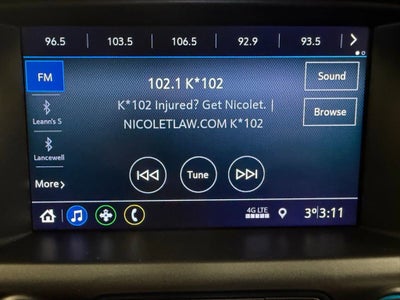 96.5 103.5 106.5 92.9 93.5
FM
102.1 K*102
Sound
K*102 Injured? Get Nicolet. |
NICOLETLAW.COM K*102
Browse
Leann's S
Lancewell
Tune
More
4G LTE
3° 3:11